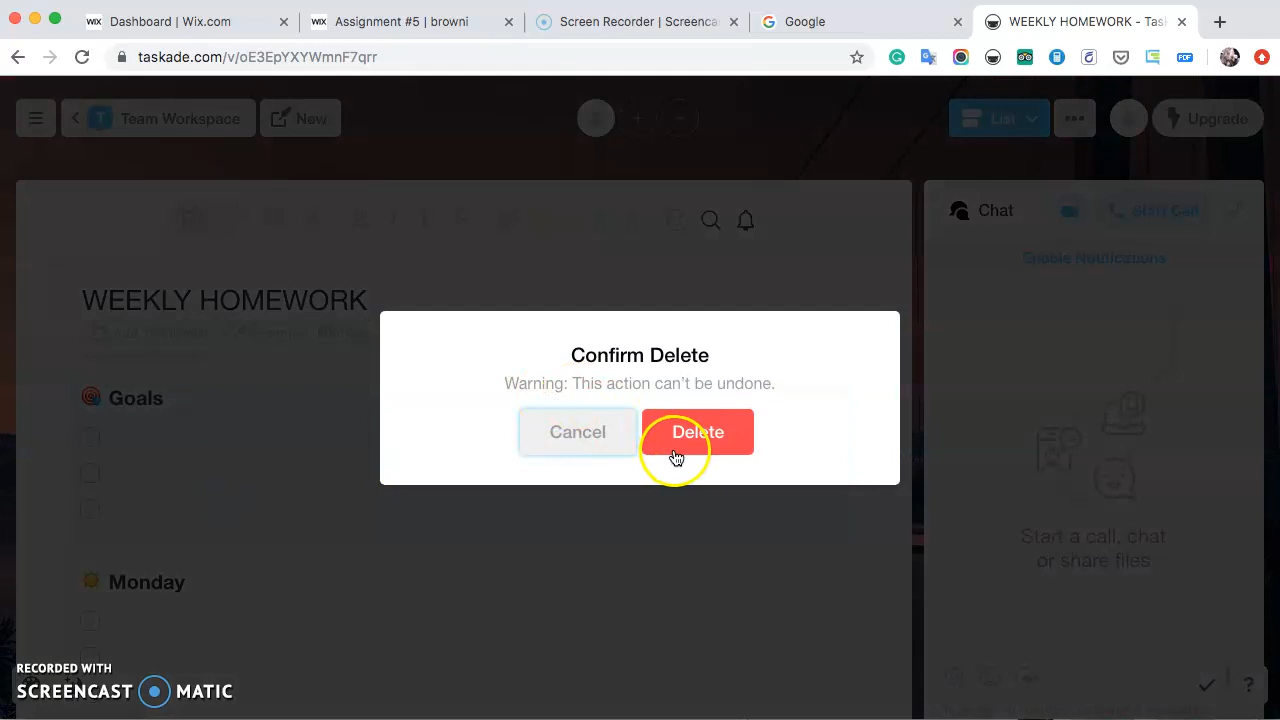 Dashboard | Wix.com
Assignment #5 | browni
Screen Recorder | Screenca
Google
WEEKLY HOMEWORK - Tas
taskade.com/v/oE3EpYXYWmnF7qrr
T Team Workspace
New
List
Upgrade
Chat
Start Call
Enable Notifications
WEEKLY HOMEWORK
Confirm Delete
Warning: This action can't be undone.
Goals
Cancel
Delete
Start a call, chat
or share files
Monday
RECORDED WITH
SCREENCAST MATIC